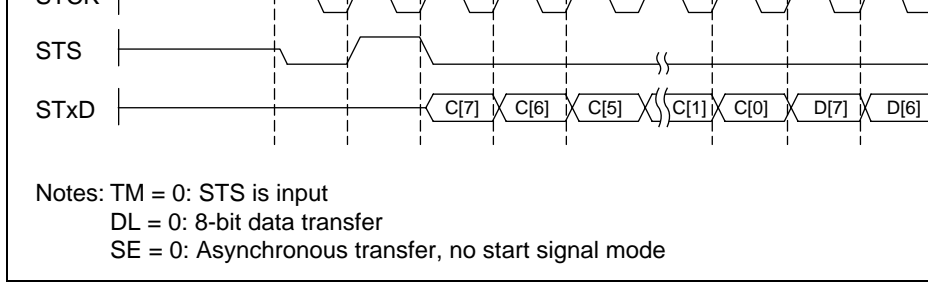 STS
STxD C[7] C[6] C[5] C[1] C[0] D[7] D[6]
Notes: TM = 0: STS is input
DL = 0: 8-bit data transfer
SE = 0: Asynchronous transfer, no start signal mode